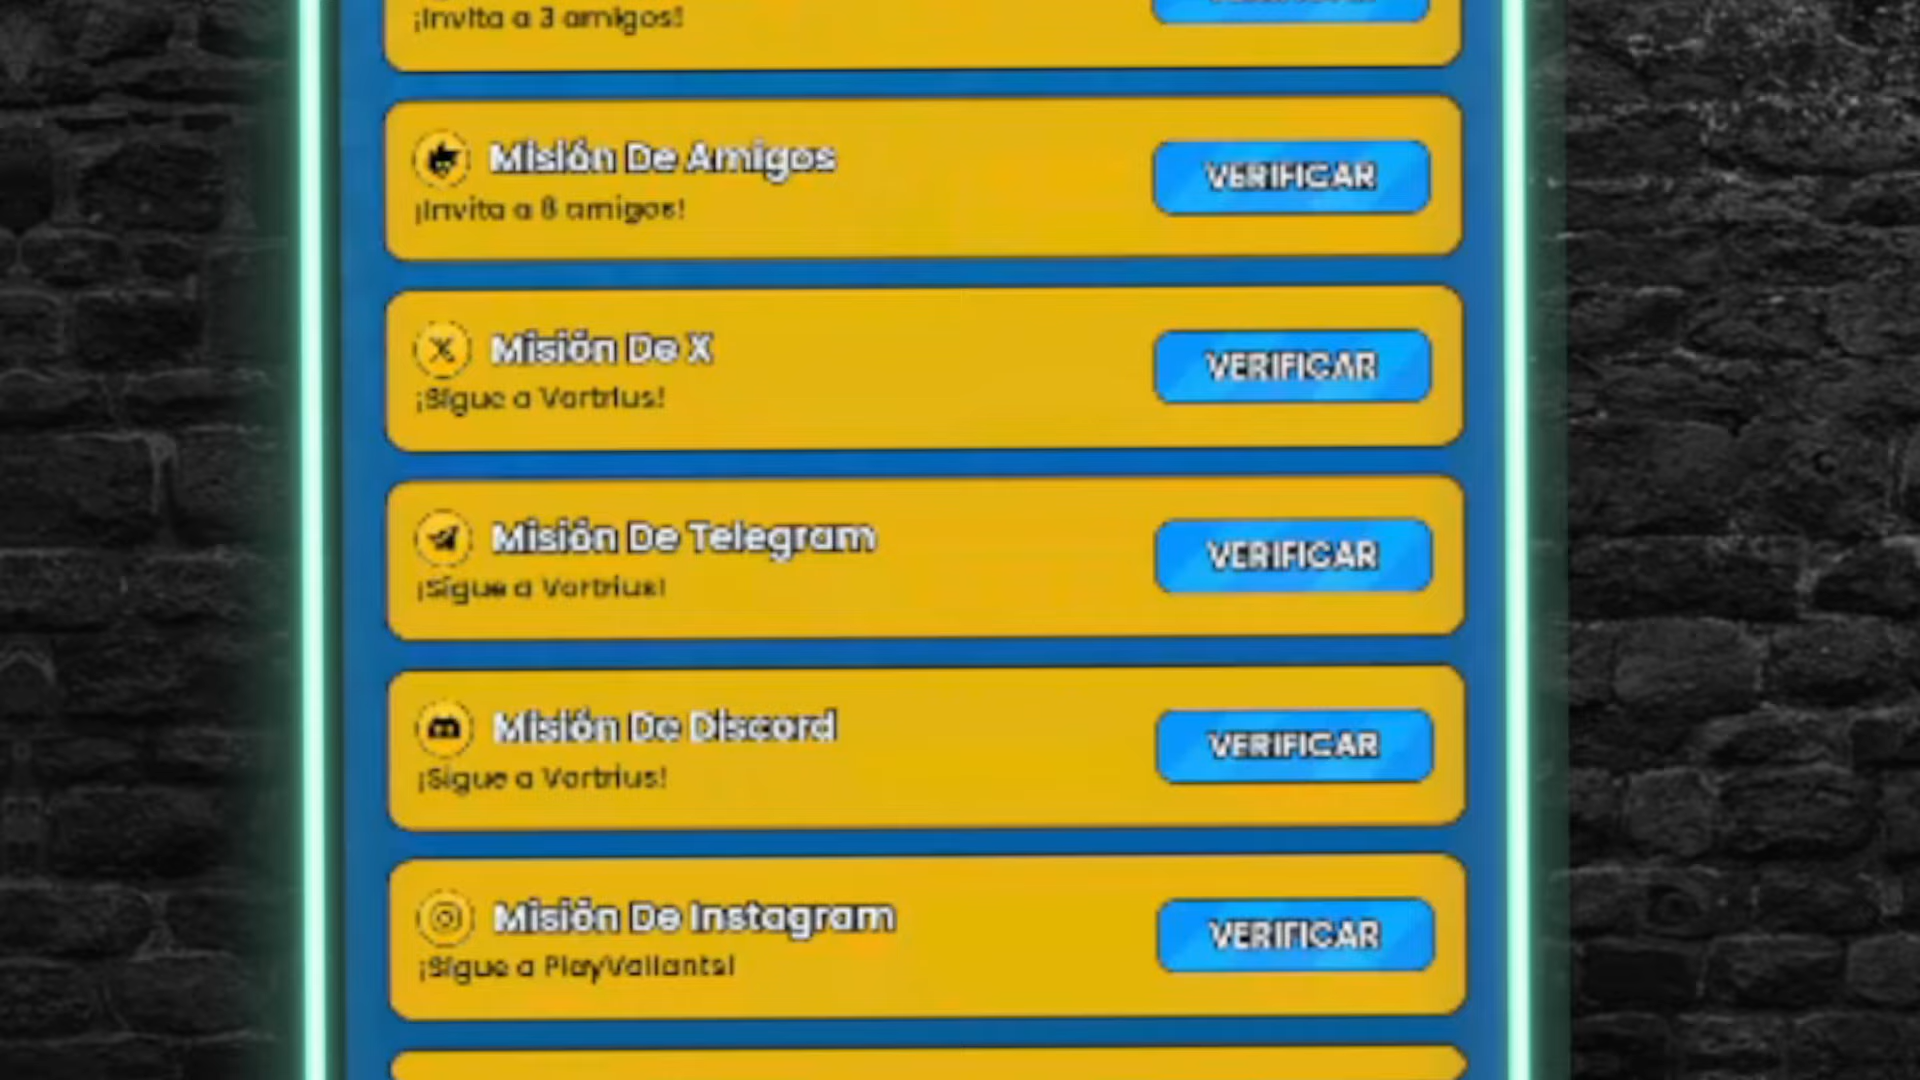 ¡Invita a 3 amigos!
Misión De Amigos
VERIFICAR
¡Invita a 8 amigos!
Misión De X
VERIFICAR
¡Sigue a Vortrius!
Misión De Telegram
VERIFICAR
¡Sigue a Vortrius!
Misión De Discord
VERIFICAR
¡Sigue a Vortrius!
Misión De Instagram
VERIFICAR
¡Sigue a PlayValiants!